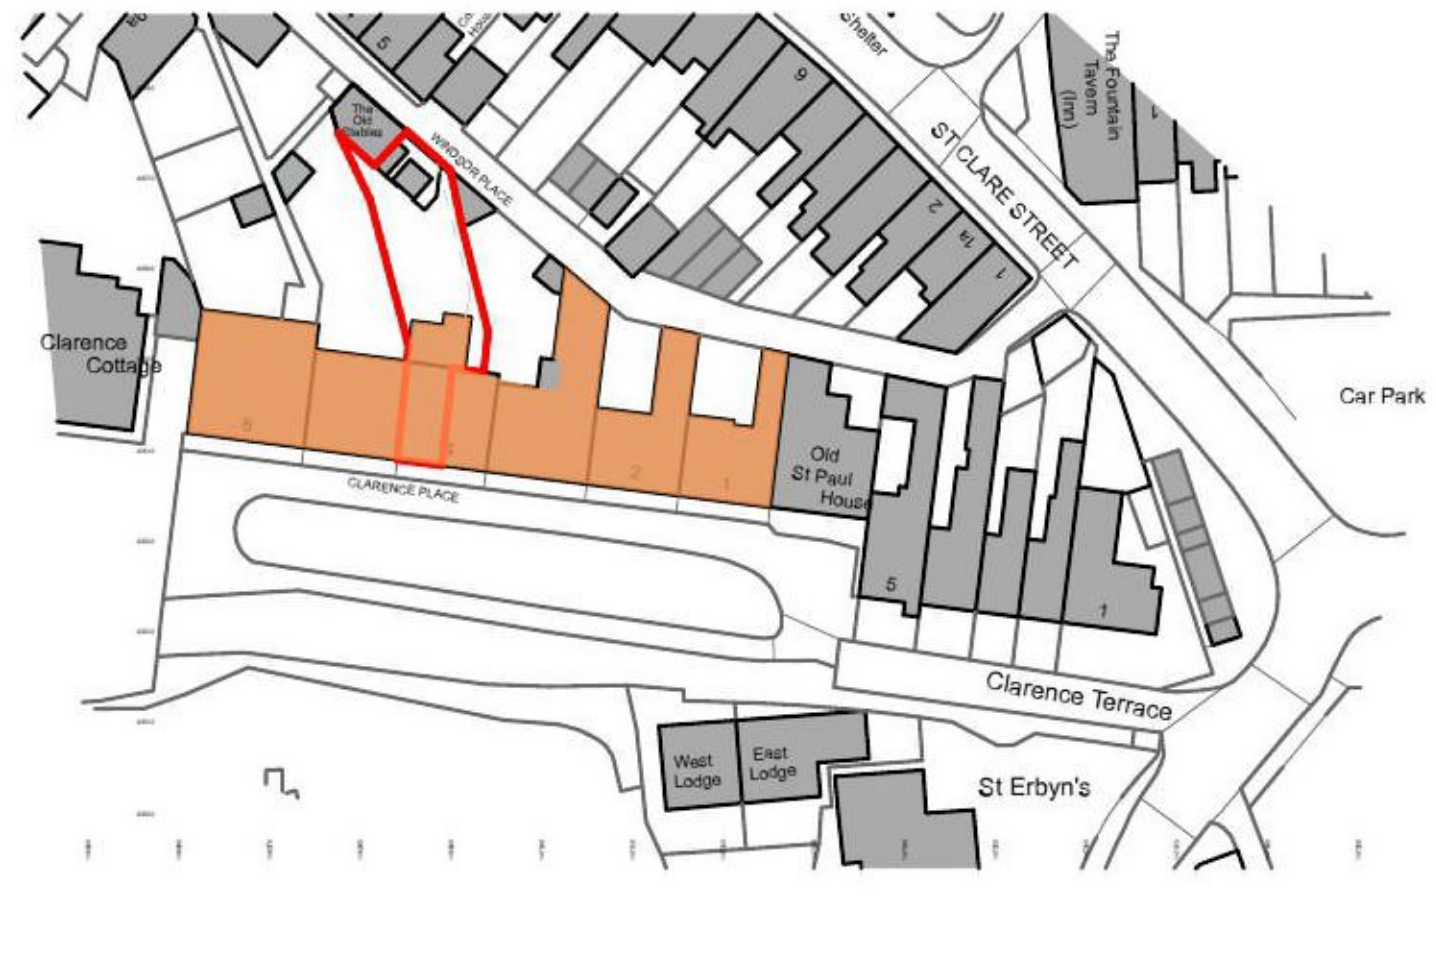 5
Shelter
The Fountain
Tavern
(Inn)
1
9
The
Old
Stables
WINDSOR PLACE
ST CLARE STREET
2
1a
1
Clarence
Cottage
Car Park
6
2
1
Old
St Paul
House
CLARENCE PLACE
5
1
Clarence Terrace
West
Lodge
East
Lodge
St Erbyn's